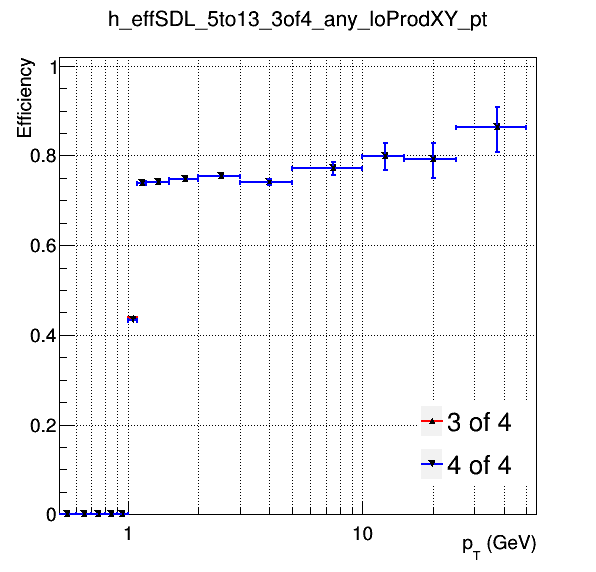 h_effSDL_5to13_3of4_any_loProdXY_pt
Efficiency
1
0.8
0.6
0.4
0.2
0
3 of 4
4 of 4
1
10
p_T (GeV)